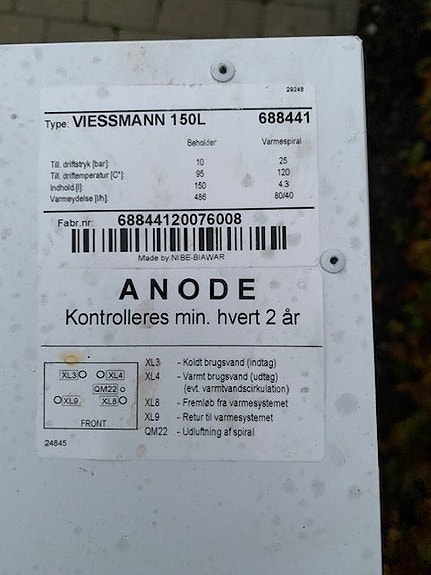 29248
Type: VIESSMANN 150L 688441
Beholder Varmespiral
Till. driftstryk [bar]: 10 25
Till. driftemperatur [C°]: 95 120
Indhold [l]: 150 4.3
Varmeydelse [l/h]: 486 80/40
Fabr.nr: 68844120076008
Made by NIBE-BIAWAR
ANODE
Kontrolleres min. hvert 2 år
XL3 XL4
QM22
XL9 XL8
FRONT
XL3 - Koldt brugsvand (indtag)
XL4 - Varmt brugsvand (udtag)
(evt. varmtvandscirkulation)
XL8 - Fremløb fra varmesystemet
XL9 - Retur til varmesystemet
QM22 - Udluftning af spiral
24845